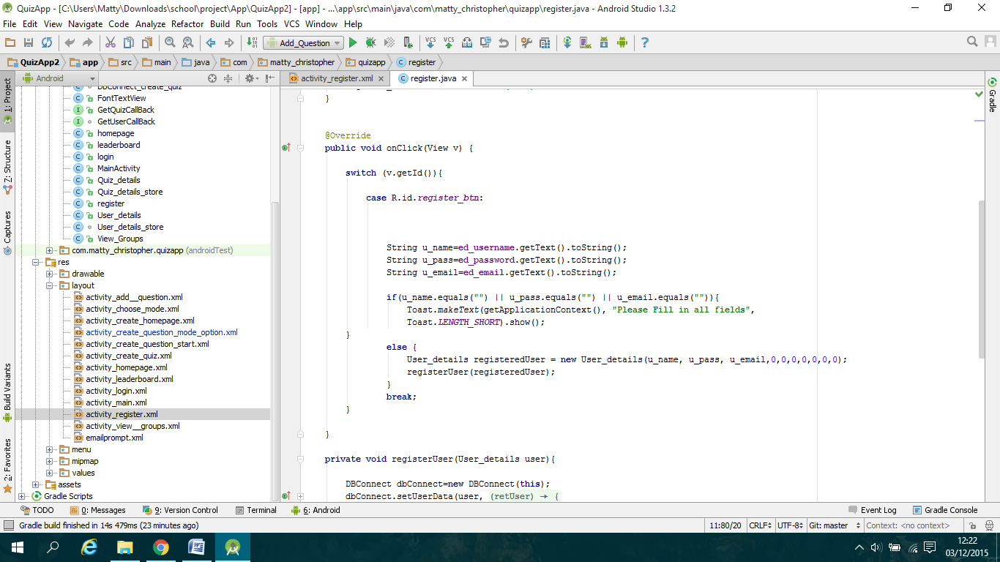 QuizApp - [C:\Users\Matty\Downloads\school\project\App\QuizApp2] - [app] - ...\app\src\main\java\com\matty_christopher\quizapp\register.java - Android Studio 1.3.2
File Edit View Navigate Code Analyze Refactor Build Run Tools VCS Window Help
Add_Question
VCS VCS
QuizApp2 app src main java com matty_christopher quizapp register
Android
activity_register.xml register.java
1: Project
Z: Structure
Captures
Build Variants
2: Favorites
Gradle
DBConnect_create_quiz
FontTextView
GetQuizCallBack
GetUserCallBack
homepage
leaderboard
login
MainActivity
Quiz_details
Quiz_details_store
register
User_details
User_details_store
View_Groups
com.matty_christopher.quizapp (androidTest)
res
drawable
layout
activity_add__question.xml
activity_choose_mode.xml
activity_create_homepage.xml
activity_create_question_mode_option.xml
activity_create_question_start.xml
activity_create_quiz.xml
activity_homepage.xml
activity_leaderboard.xml
activity_login.xml
activity_main.xml
activity_register.xml
activity_view__groups.xml
emailprompt.xml
menu
mipmap
values
assets
Gradle Scripts
}
@Override
public void onClick(View v) {
switch (v.getId()){
case R.id.register_btn:
String u_name=ed_username.getText().toString();
String u_pass=ed_password.getText().toString();
String u_email=ed_email.getText().toString();
if(u_name.equals("") || u_pass.equals("") || u_email.equals("")){
Toast.makeText(getApplicationContext(), "Please Fill in all fields",
Toast.LENGTH_SHORT).show();
}
else {
User_details registeredUser = new User_details(u_name, u_pass, u_email,0,0,0,0,0,0,0);
registerUser(registeredUser);
}
break;
}
}
private void registerUser(User_details user){
DBConnect dbConnect=new DBConnect(this);
dbConnect.setUserData(user, (retUser) → {
TODO 0: Messages 9: Version Control Terminal 6: Android Event Log Gradle Console
Gradle build finished in 14s 479ms (23 minutes ago) 11:80/20 CRLF UTF-8 Git: master Context: <no context>
12:22
03/12/2015